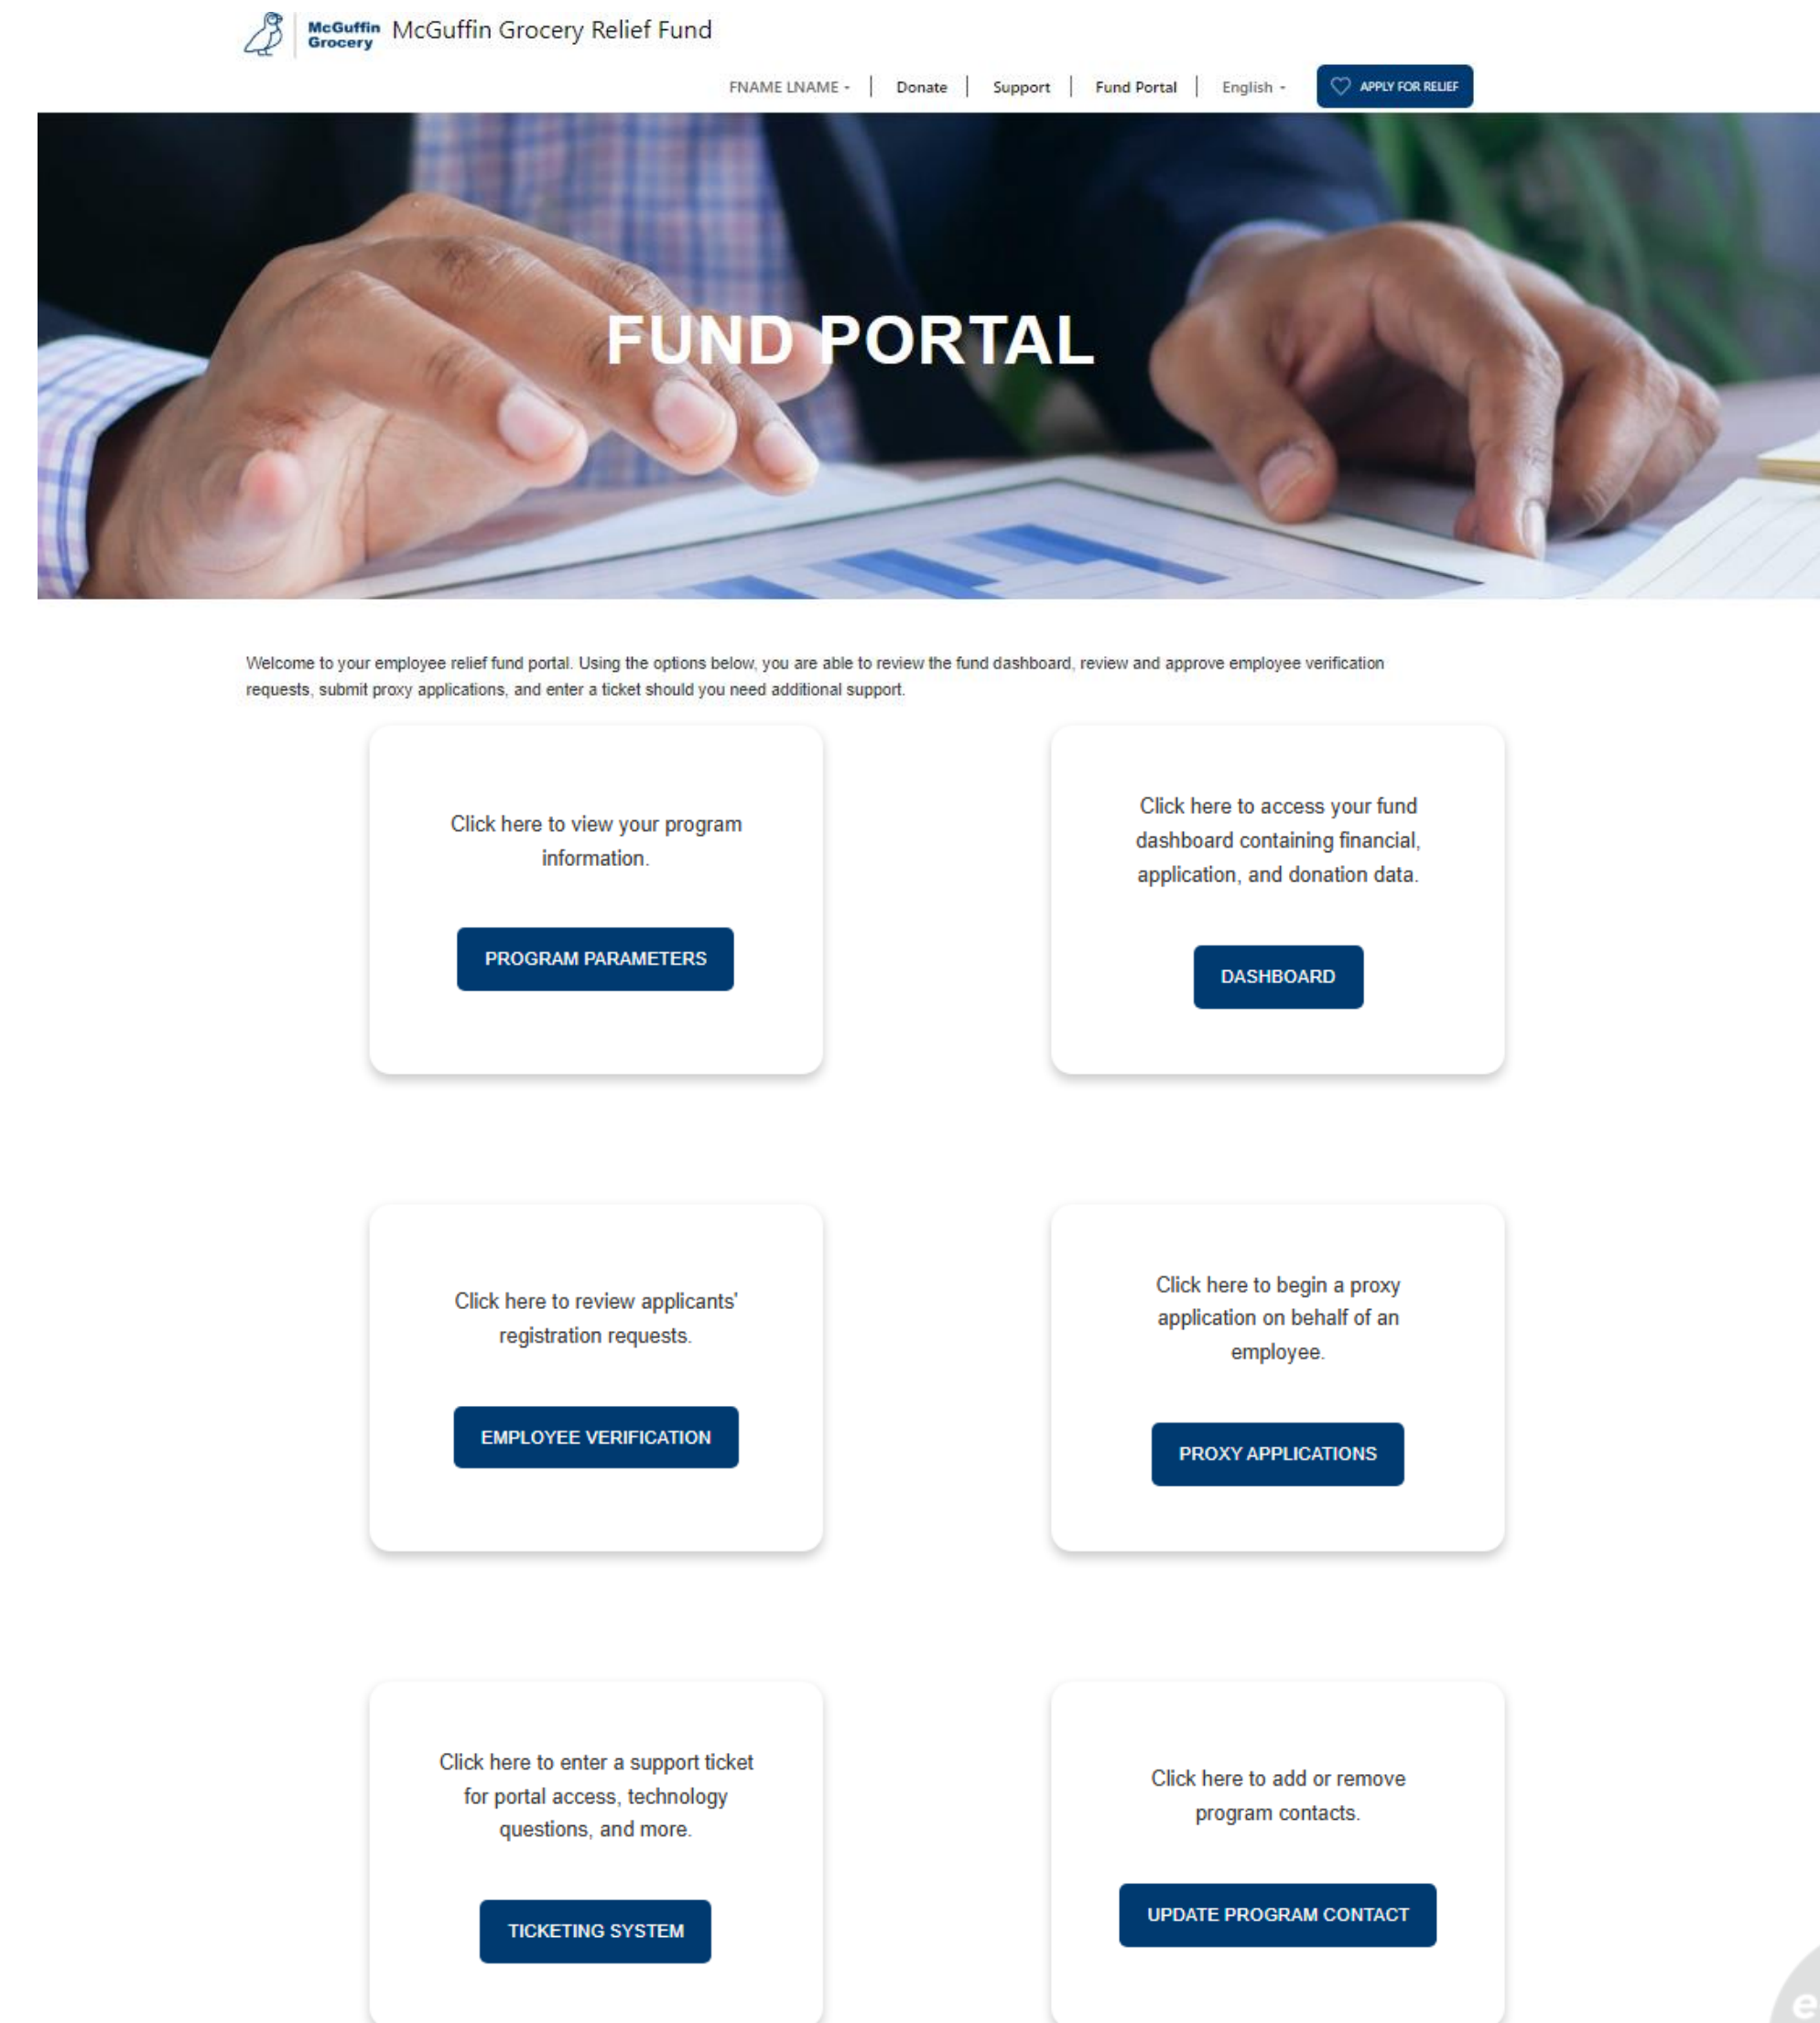 McGuffin
Grocery
McGuffin Grocery Relief Fund
FNAME LNAME
Donate
Support
Fund Portal
English
APPLY FOR RELIEF
FUND PORTAL
Welcome to your employee relief fund portal. Using the options below, you are able to review the fund dashboard, review and approve employee verification
requests, submit proxy applications, and enter a ticket should you need additional support.
Click here to view your program
information.
PROGRAM PARAMETERS
Click here to access your fund
dashboard containing financial,
application, and donation data.
DASHBOARD
Click here to review applicants'
registration requests.
EMPLOYEE VERIFICATION
Click here to begin a proxy
application on behalf of an
employee.
PROXY APPLICATIONS
Click here to enter a support ticket
for portal access, technology
questions, and more.
TICKETING SYSTEM
Click here to add or remove
program contacts.
UPDATE PROGRAM CONTACT